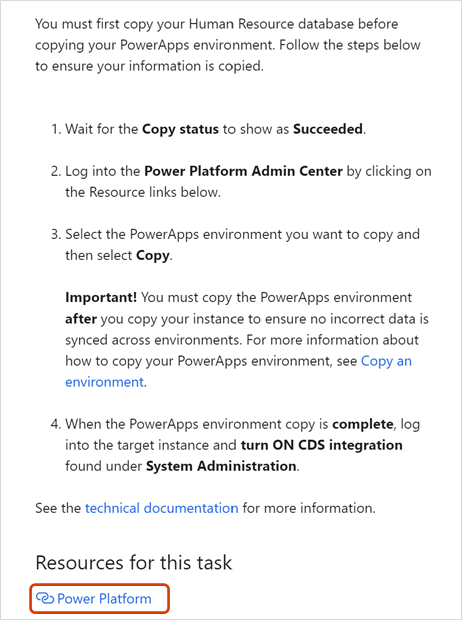 You must first copy your Human Resource database before
copying your PowerApps environment. Follow the steps below
to ensure your information is copied.
1. Wait for the Copy status to show as Succeeded.
2. Log into the Power Platform Admin Center by clicking on
the Resource links below.
3. Select the PowerApps environment you want to copy and
then select Copy.
Important! You must copy the PowerApps environment
after you copy your instance to ensure no incorrect data is
synced across environments. For more information about
how to copy your PowerApps environment, see Copy an
environment.
4. When the PowerApps environment copy is complete, log
into the target instance and turn ON CDS integration
found under System Administration.
See the technical documentation for more information.
Resources for this task
Power Platform